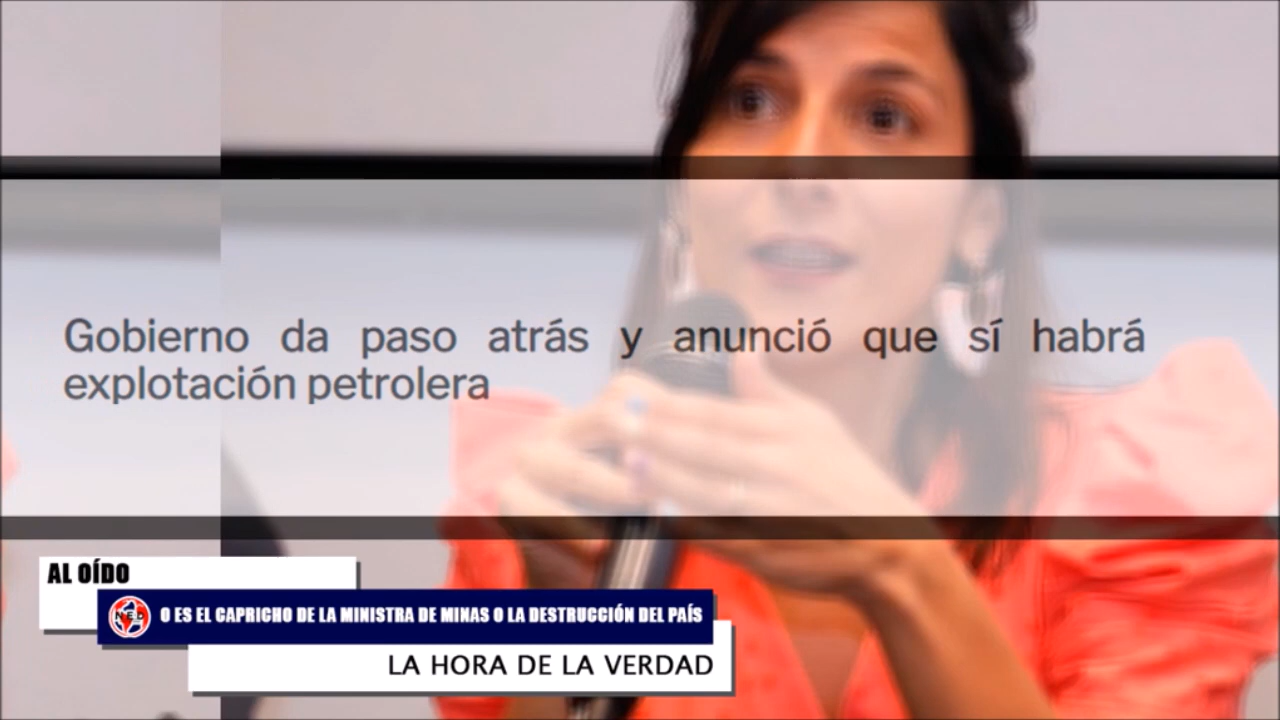 Gobierno da paso atrás y anunció que sí habrá
explotación petrolera
AL OÍDO
O ES EL CAPRICHO DE LA MINISTRA DE MINAS O LA DESTRUCCIÓN DEL PAÍS
LA HORA DE LA VERDAD